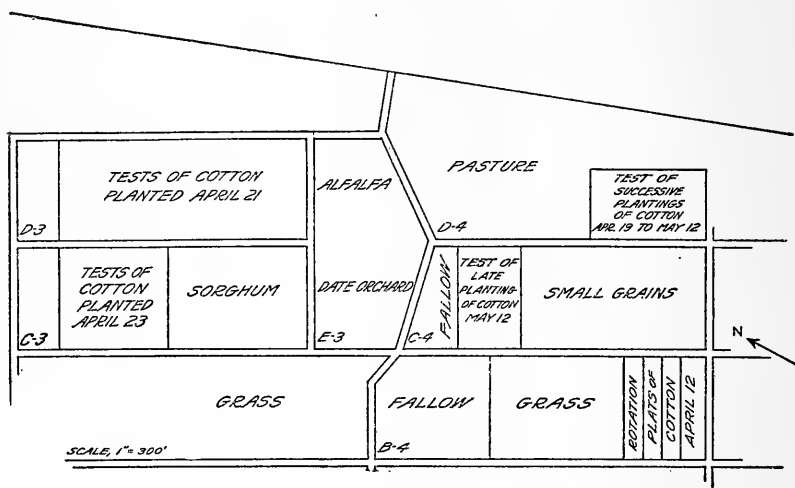 TESTS OF COTTON
PLANTED APRIL 21
D-3
ALFALFA
PASTURE
D-4
TEST OF
SUCCESSIVE
PLANTINGS
OF COTTON
APR. 19 TO MAY 12
C-3
TESTS OF
COTTON
PLANTED
APRIL 23
SORGHUM
DATE ORCHARD
E-3
C-4
FALLOW
TEST OF
LATE
PLANTING
OF COTTON
MAY 12
SMALL GRAINS
N
GRASS
FALLOW
B-4
GRASS
ROTATION
PLATS OF
COTTON
APRIL 12
SCALE, 1"= 300'